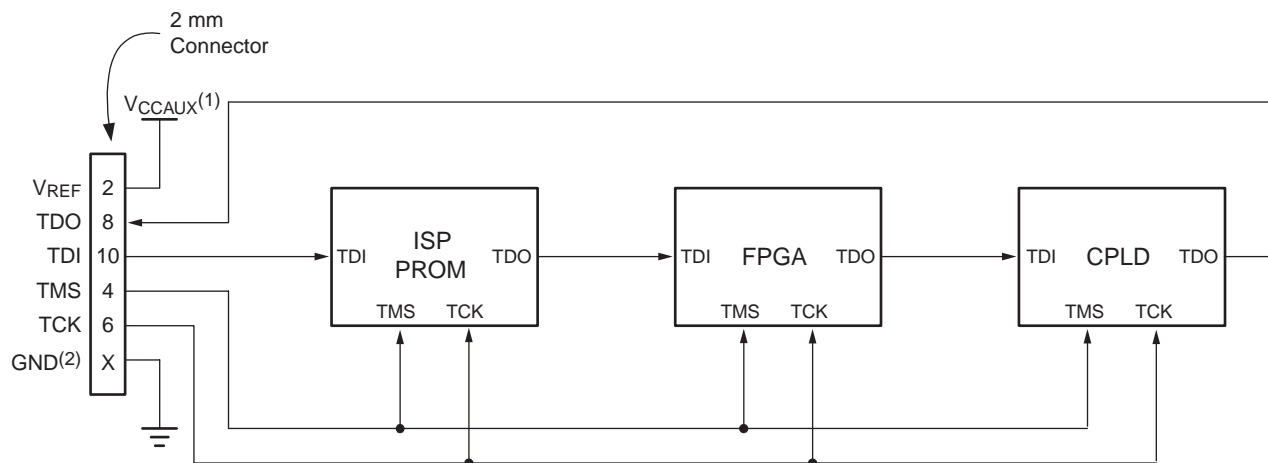 2 mm
Connector
VCCAUX(1)
VREF 2
TDO 8
TDI 10
TMS 4
TCK 6
GND(2) X
TDI ISP PROM TDO
TMS TCK
TDI FPGA TDO
TMS TCK
TDI CPLD TDO
TMS TCK